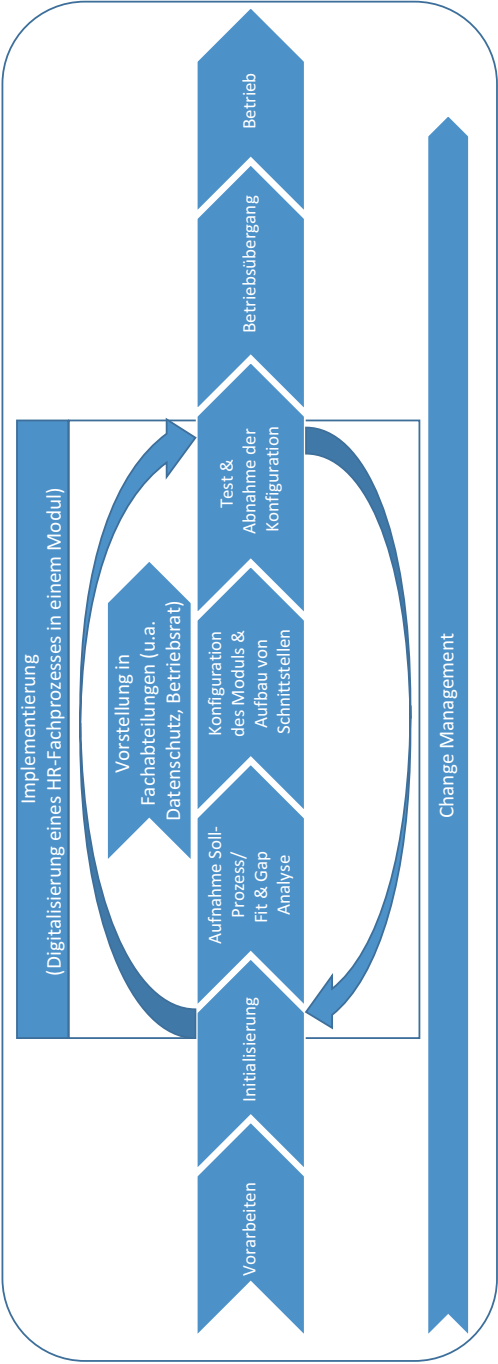 Implementierung
(Digitalisierung eines HR-Fachprozesses in einem Modul)
Vorstellung in
Fachabteilungen (u.a.
Datenschutz, Betriebsrat)
Vorarbeiten
Initialisierung
Aufnahme Soll-
Prozess/
Fit & Gap
Analyse
Konfiguration
des Moduls &
Aufbau von
Schnittstellen
Test &
Abnahme der
Konfiguration
Betriebsübergang
Betrieb
Change Management